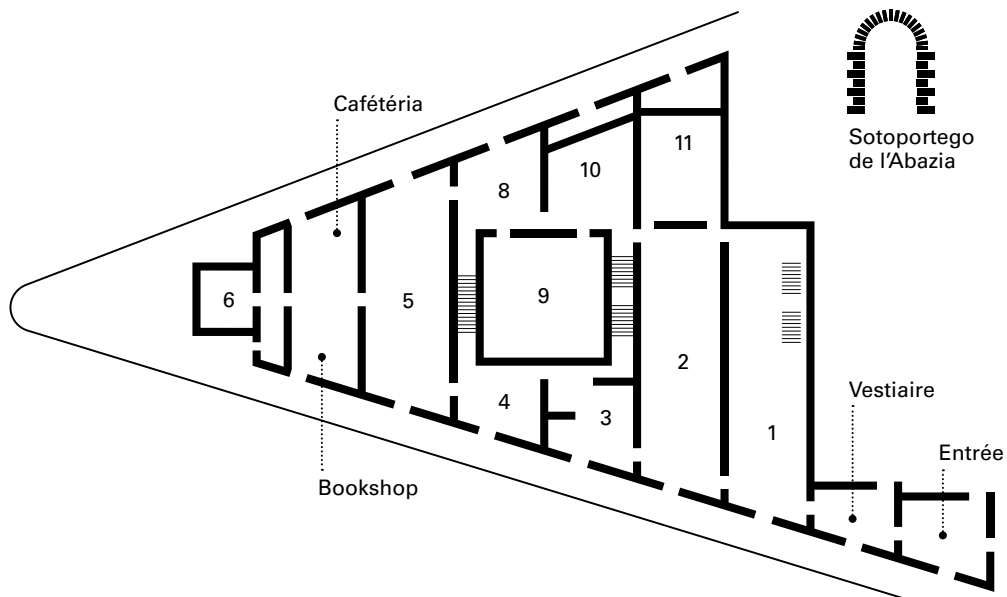 Cafétéria
Sotoportego
de l'Abazia
11
10
8
6
5
9
2
4
3
1
Vestiaire
Entrée
Bookshop